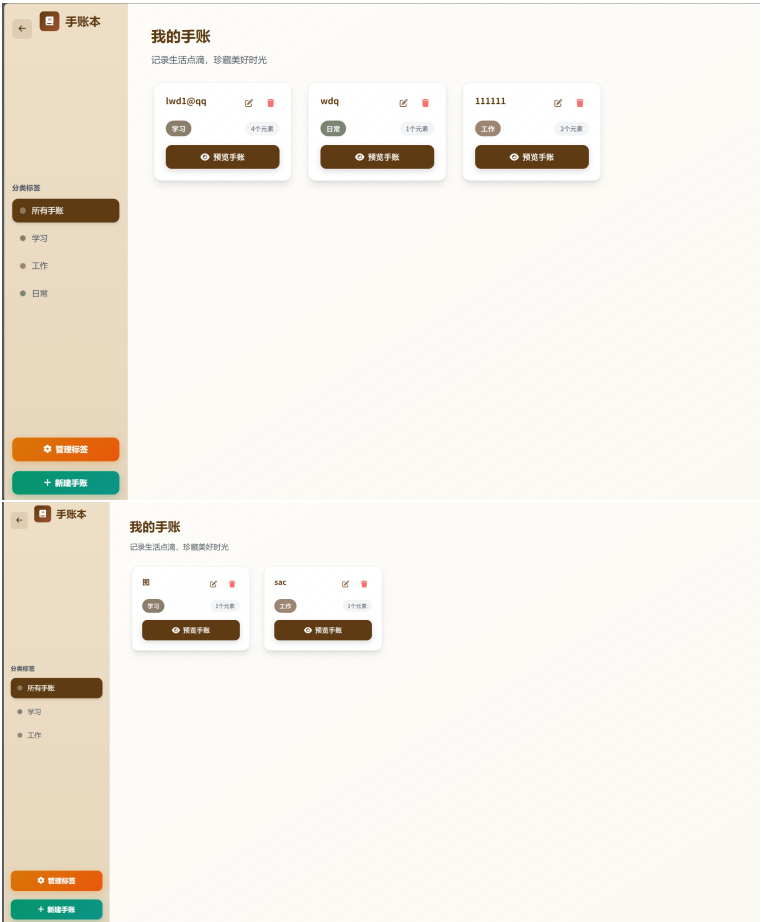 手账本
我的手账
记录生活点滴，珍藏美好时光
lwd1@qq
wdq
111111
学习
4个元素
日常
1个元素
工作
2个元素
预览手账
预览手账
预览手账
分类标签
所有手账
学习
工作
日常
管理标签
+ 新建手账
手账本
我的手账
记录生活点滴，珍藏美好时光
图
sac
学习
1个元素
工作
1个元素
预览手账
预览手账
分类标签
所有手账
学习
工作
管理标签
+ 新建手账